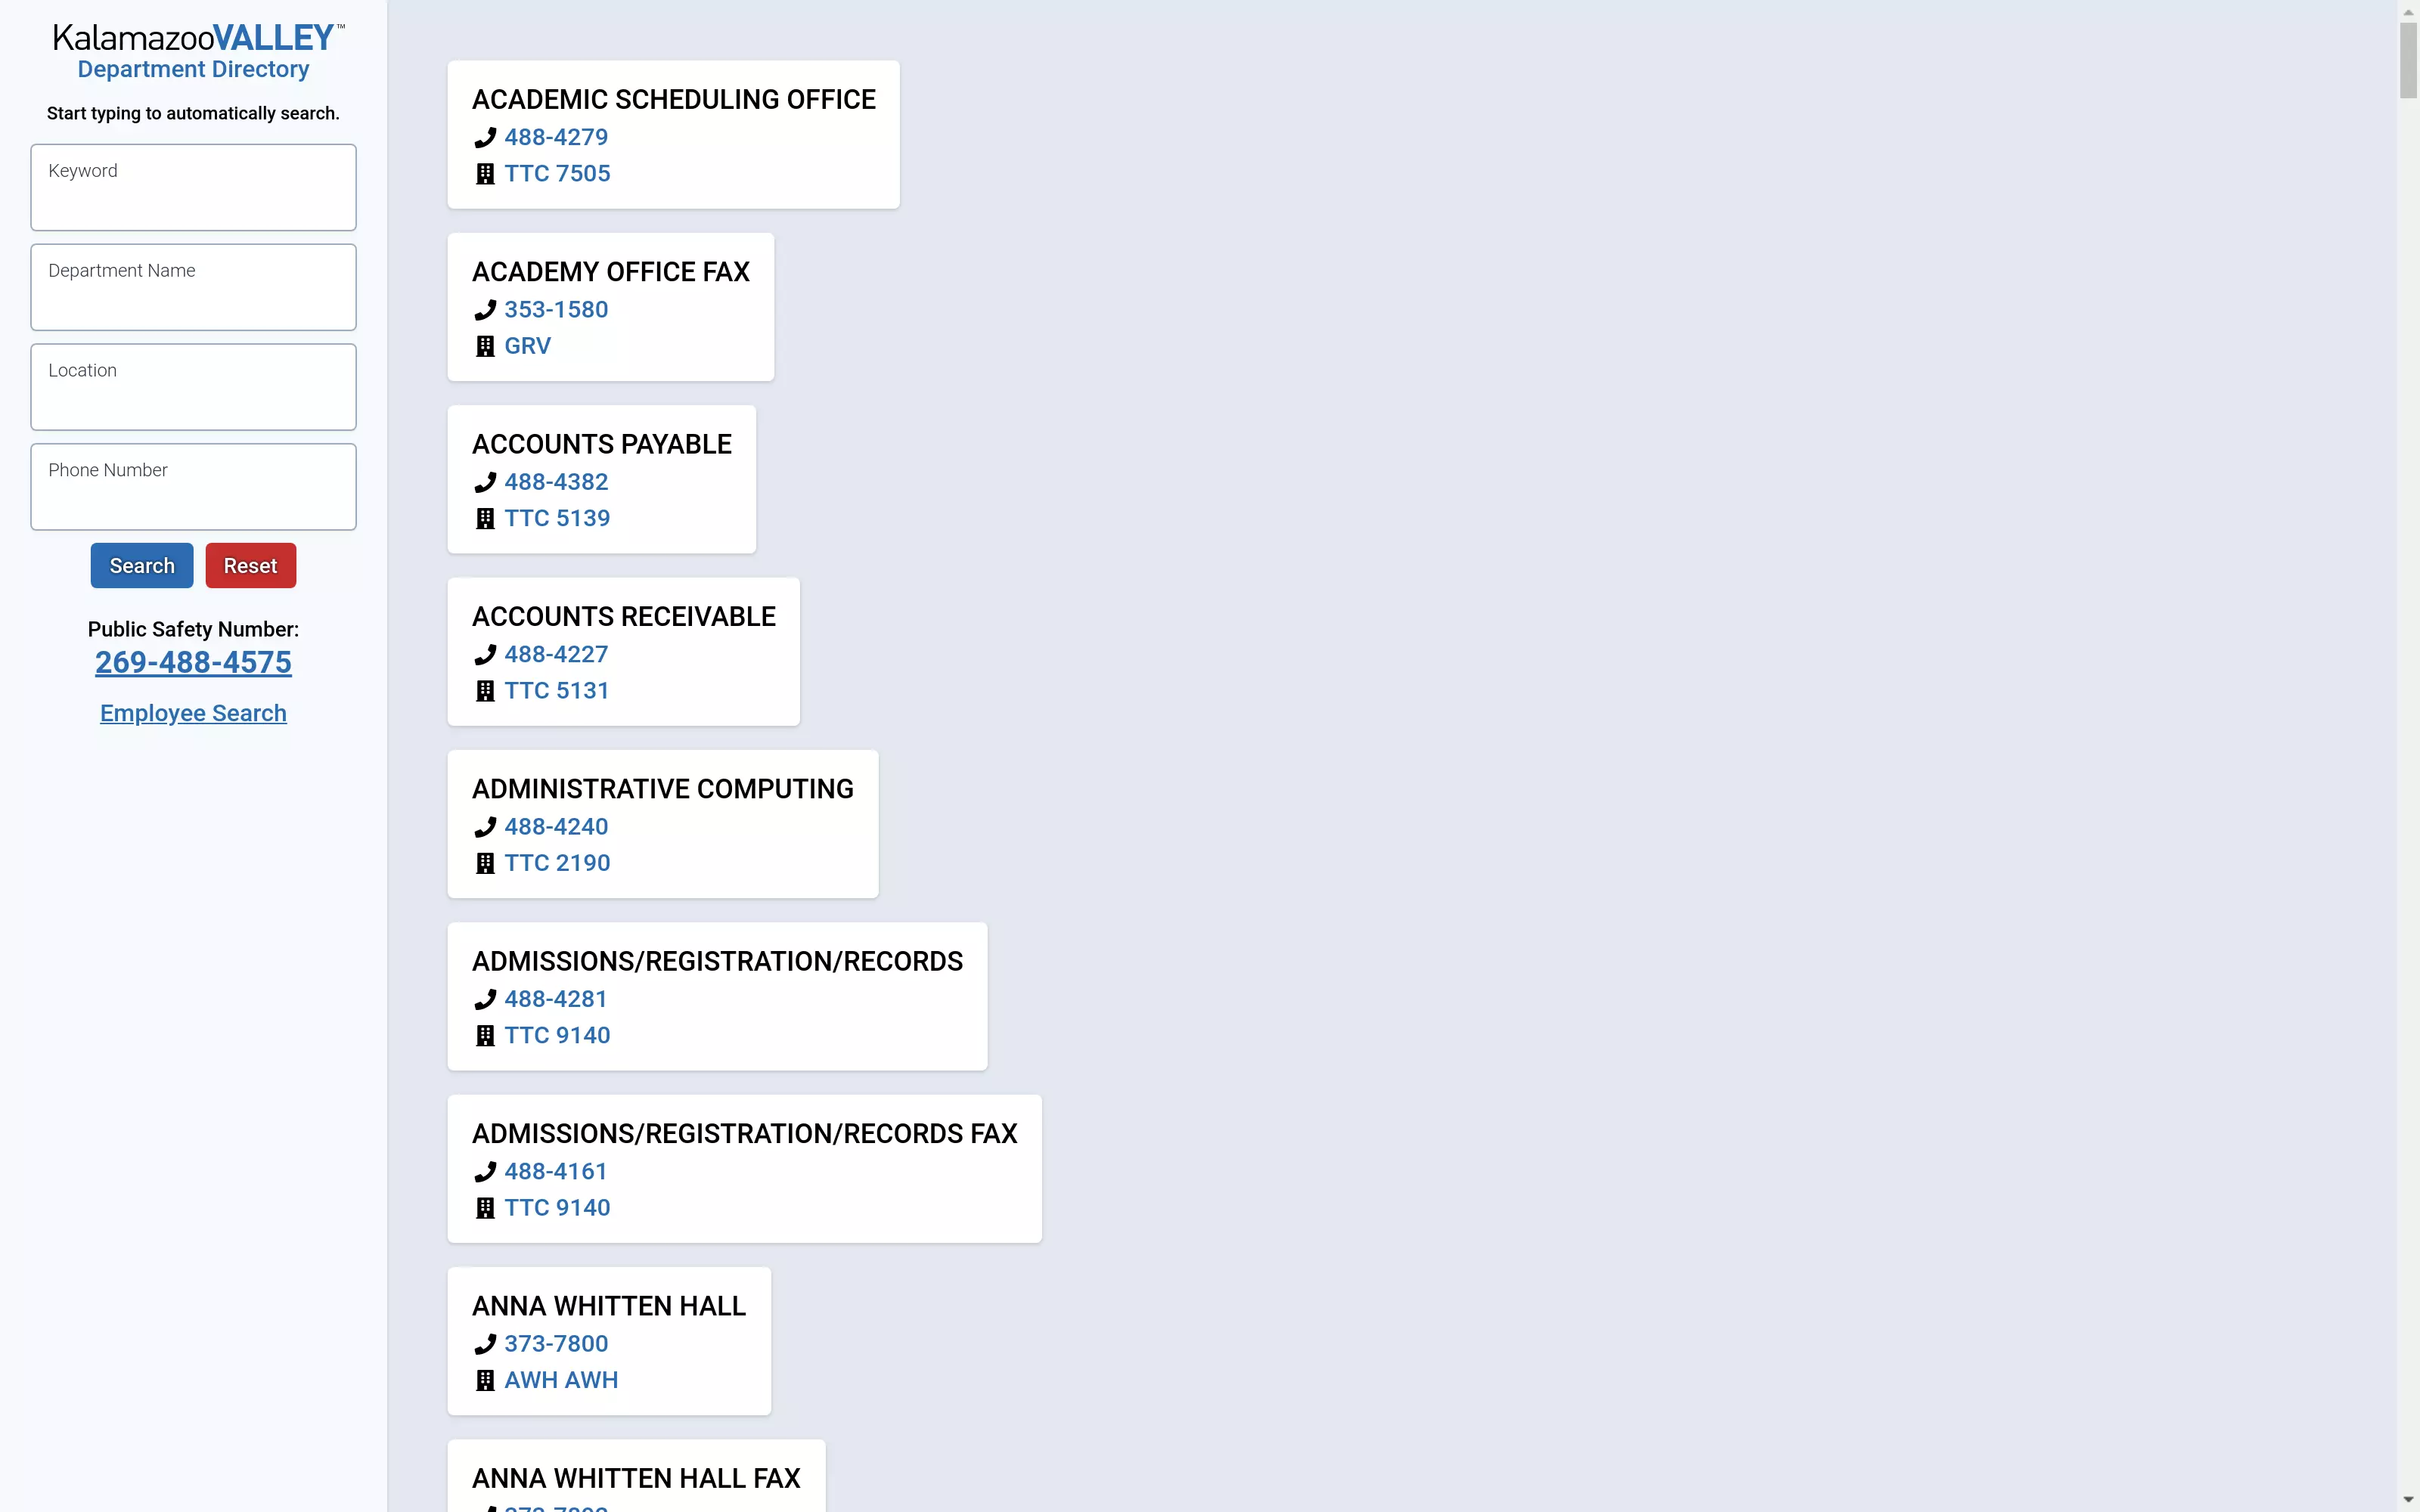 KalamazooVALLEY™
Department Directory
Start typing to automatically search.
Keyword
Department Name
Location
Phone Number
Search Reset
Public Safety Number:
269-488-4575
Employee Search
ACADEMIC SCHEDULING OFFICE
488-4279
TTC 7505
ACADEMY OFFICE FAX
353-1580
GRV
ACCOUNTS PAYABLE
488-4382
TTC 5139
ACCOUNTS RECEIVABLE
488-4227
TTC 5131
ADMINISTRATIVE COMPUTING
488-4240
TTC 2190
ADMISSIONS/REGISTRATION/RECORDS
488-4281
TTC 9140
ADMISSIONS/REGISTRATION/RECORDS FAX
488-4161
TTC 9140
ANNA WHITTEN HALL
373-7800
AWH AWH
ANNA WHITTEN HALL FAX